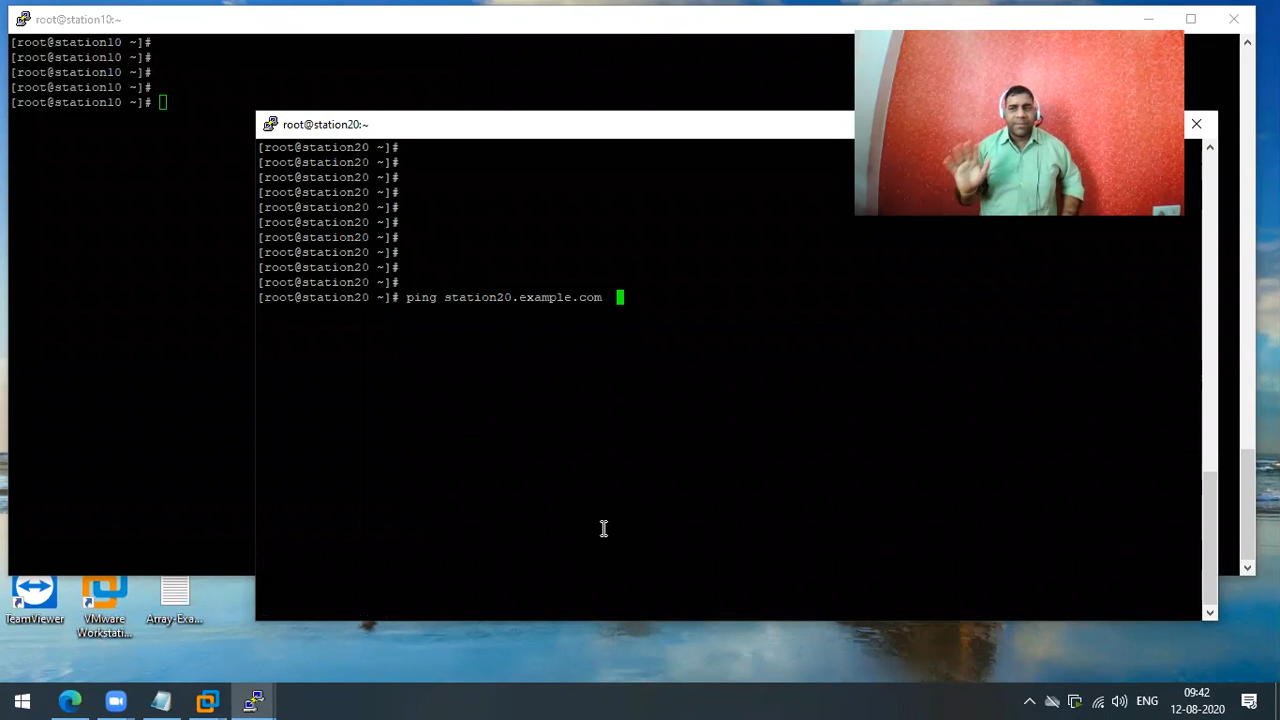 root@station10:~
[root@station10 ~]#
[root@station10 ~]#
[root@station10 ~]#
[root@station10 ~]#
[root@station10 ~]#
root@station20:~
[root@station20 ~]#
[root@station20 ~]#
[root@station20 ~]#
[root@station20 ~]#
[root@station20 ~]#
[root@station20 ~]#
[root@station20 ~]#
[root@station20 ~]#
[root@station20 ~]#
[root@station20 ~]#
[root@station20 ~]# ping station20.example.com
TeamViewer
VMware
Workstati...
Array-Exa...
ENG
09:42
12-08-2020